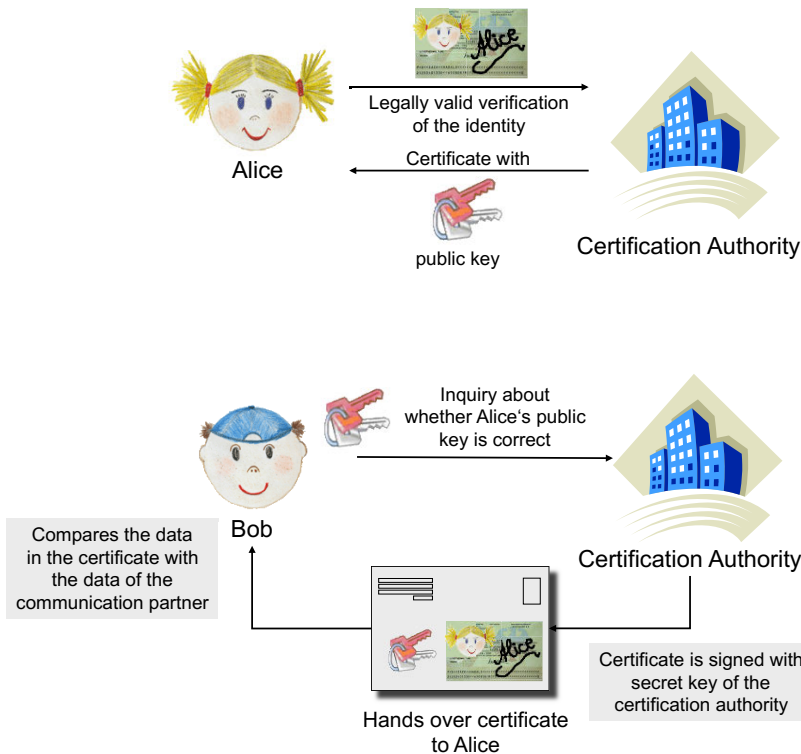 Alice
Legally valid verification
of the identity
Alice
Certificate with
public key
Certification Authority
Inquiry about
whether Alice‘s public
key is correct
Bob
Certification Authority
Compares the data
in the certificate with
the data of the
communication partner
Alice
Certificate is signed with
secret key of the
certification authority
Hands over certificate
to Alice